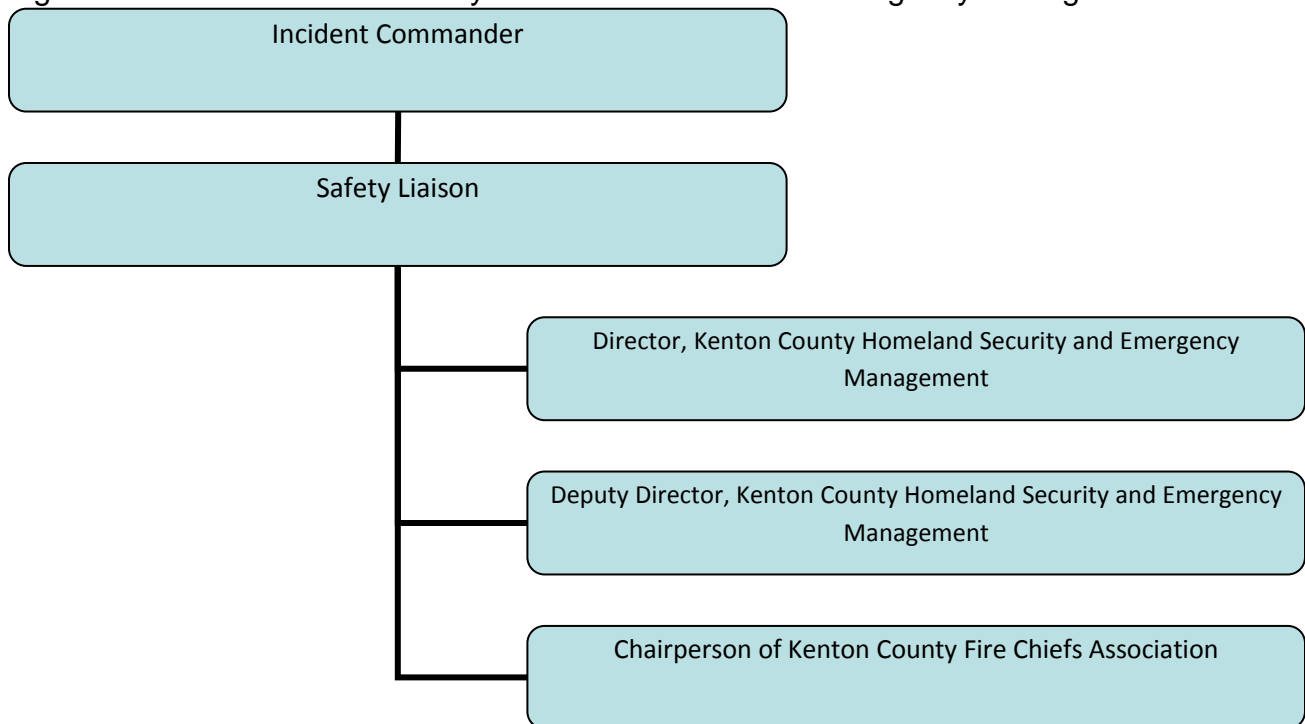 Incident Commander
Safety Liaison
Director, Kenton County Homeland Security and Emergency
Management
Deputy Director, Kenton County Homeland Security and Emergency
Management
Chairperson of Kenton County Fire Chiefs Association